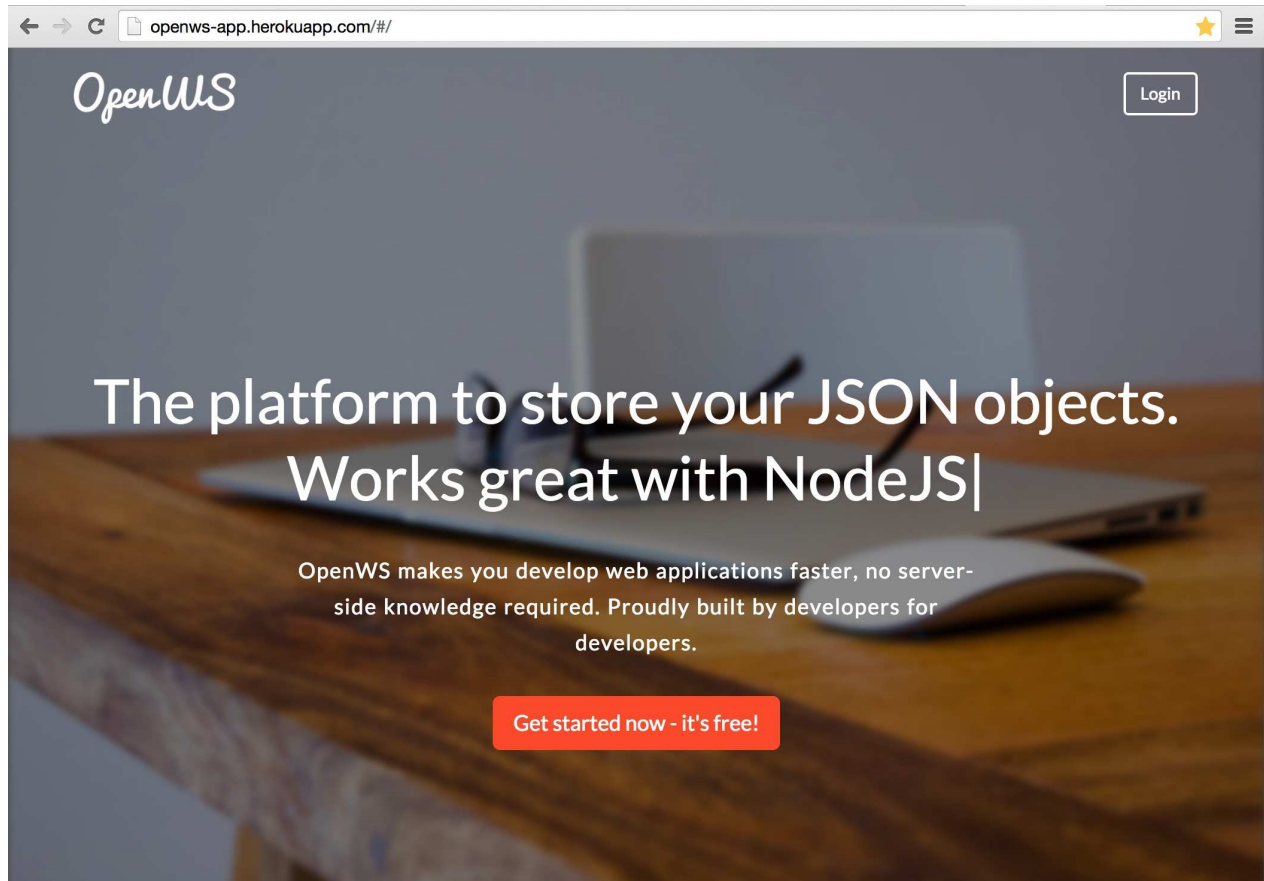 openws-app.herokuapp.com/#/
OpenWS
Login
The platform to store your JSON objects.
Works great with NodeJS|
OpenWS makes you develop web applications faster, no server-
side knowledge required. Proudly built by developers for
developers.
Get started now - it's free!